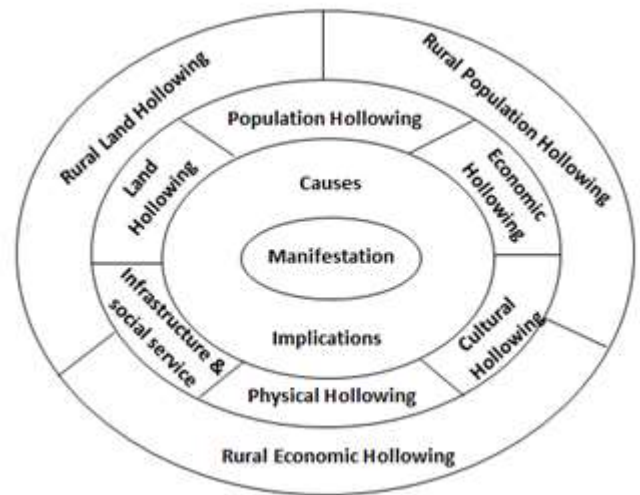 Rural Land Hollowing
Rural Population Hollowing
Population Hollowing
Land
Hollowing
Economic
Hollowing
Causes
Manifestation
Implications
Infrastructure &
social service
Cultural
Hollowing
Physical Hollowing
Rural Economic Hollowing